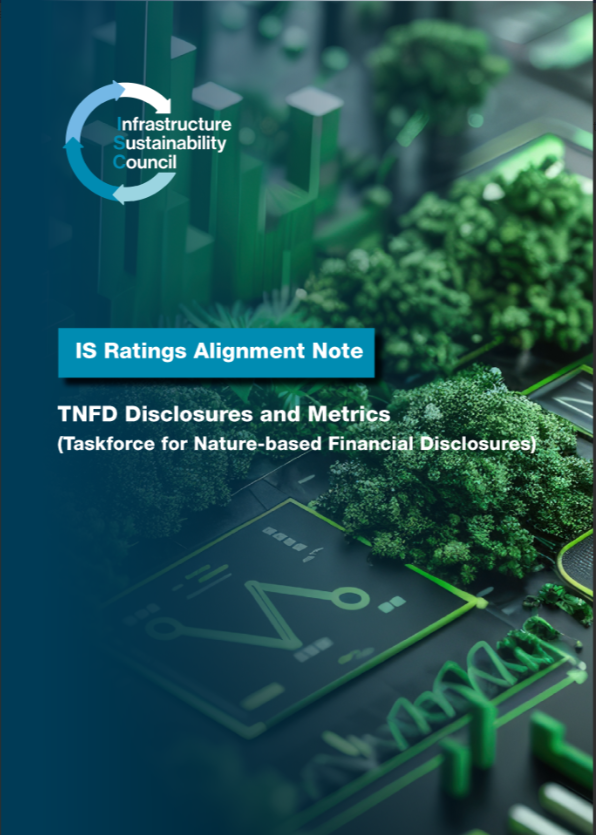 Infrastructure
Sustainability
Council
IS Ratings Alignment Note
TNFD Disclosures and Metrics
(Taskforce for Nature-based Financial Disclosures)